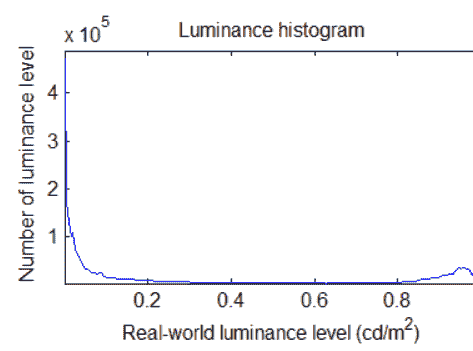 Luminance histogram
x 10^5
Number of luminance level
4
3
2
1
0.2 0.4 0.6 0.8
Real-world luminance level (cd/m^2)